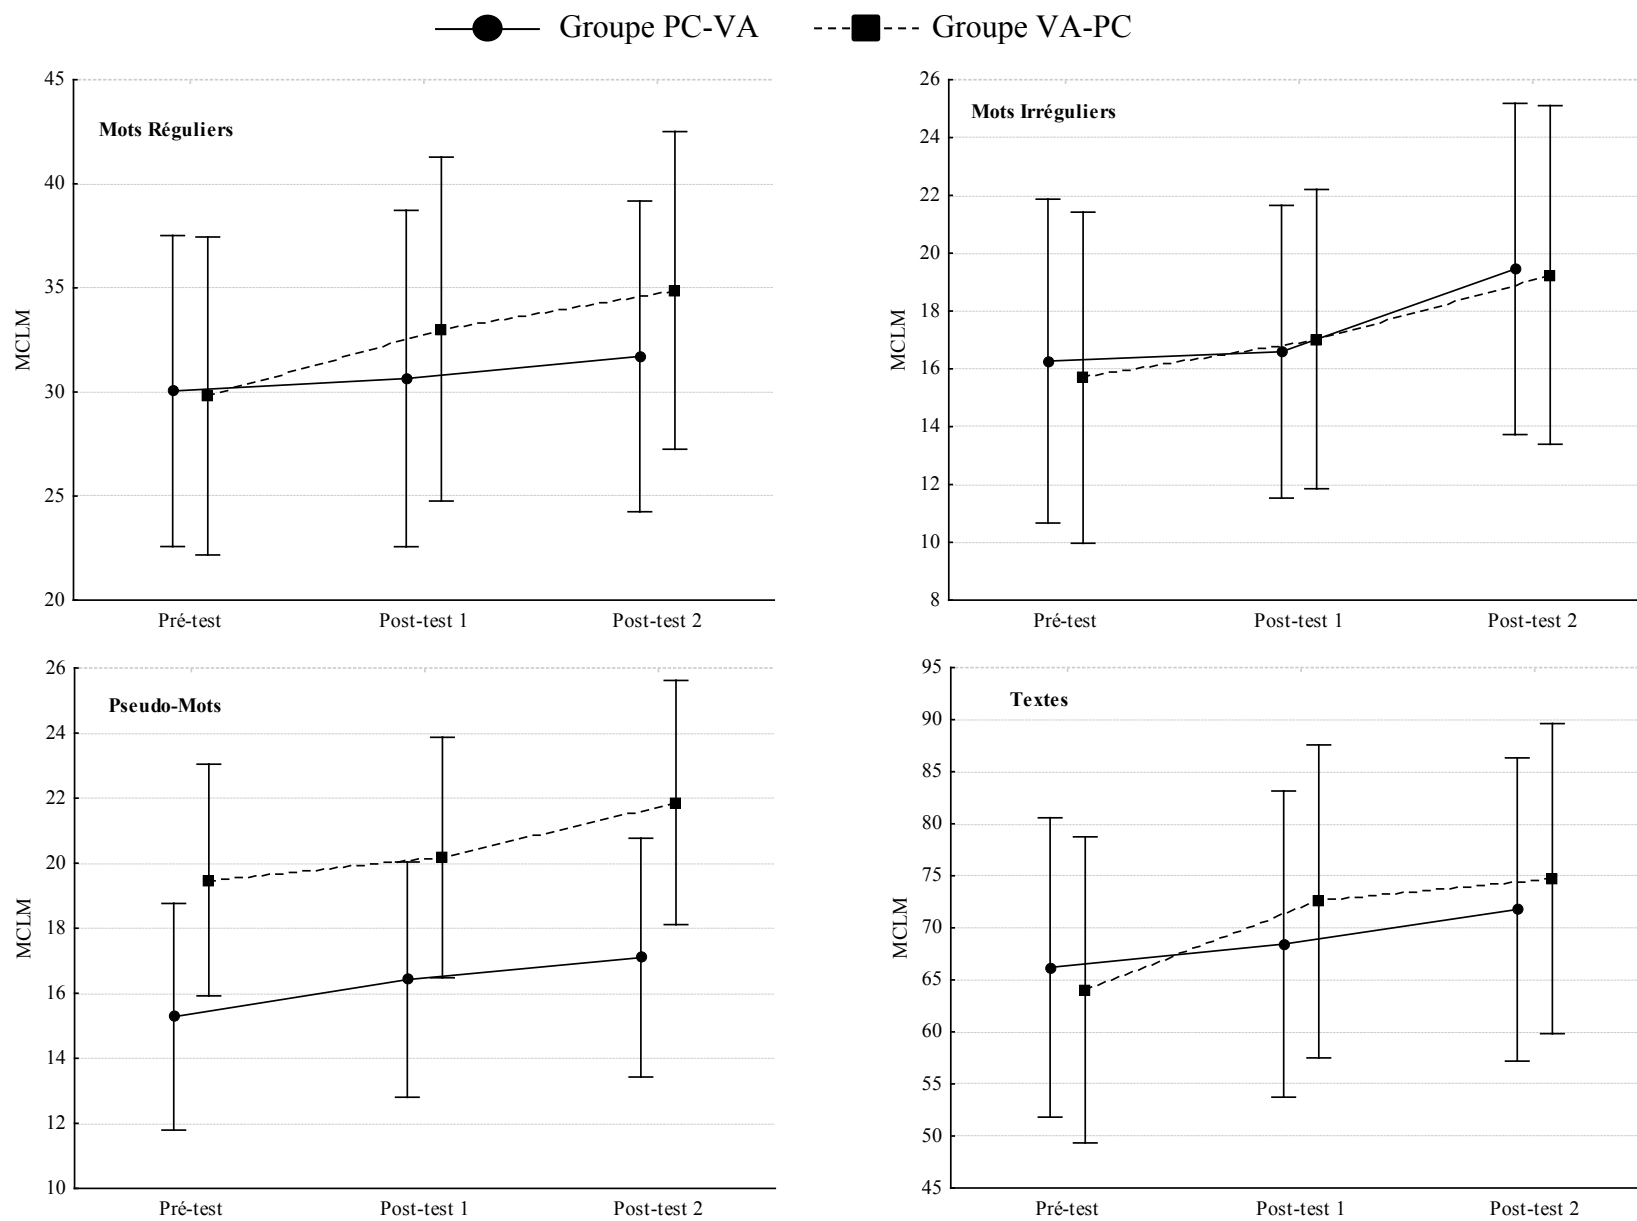 Groupe PC-VA Groupe VA-PC
45
40
35
30
25
20
MCLM
Mots Réguliers
Pré-test Post-test 1 Post-test 2
26
24
22
20
18
16
14
12
10
8
MCLM
Mots Irréguliers
Pré-test Post-test 1 Post-test 2
26
24
22
20
18
16
14
12
10
MCLM
Pseudo-Mots
Pré-test Post-test 1 Post-test 2
95
90
85
80
75
70
65
60
55
50
45
MCLM
Textes
Pré-test Post-test 1 Post-test 2